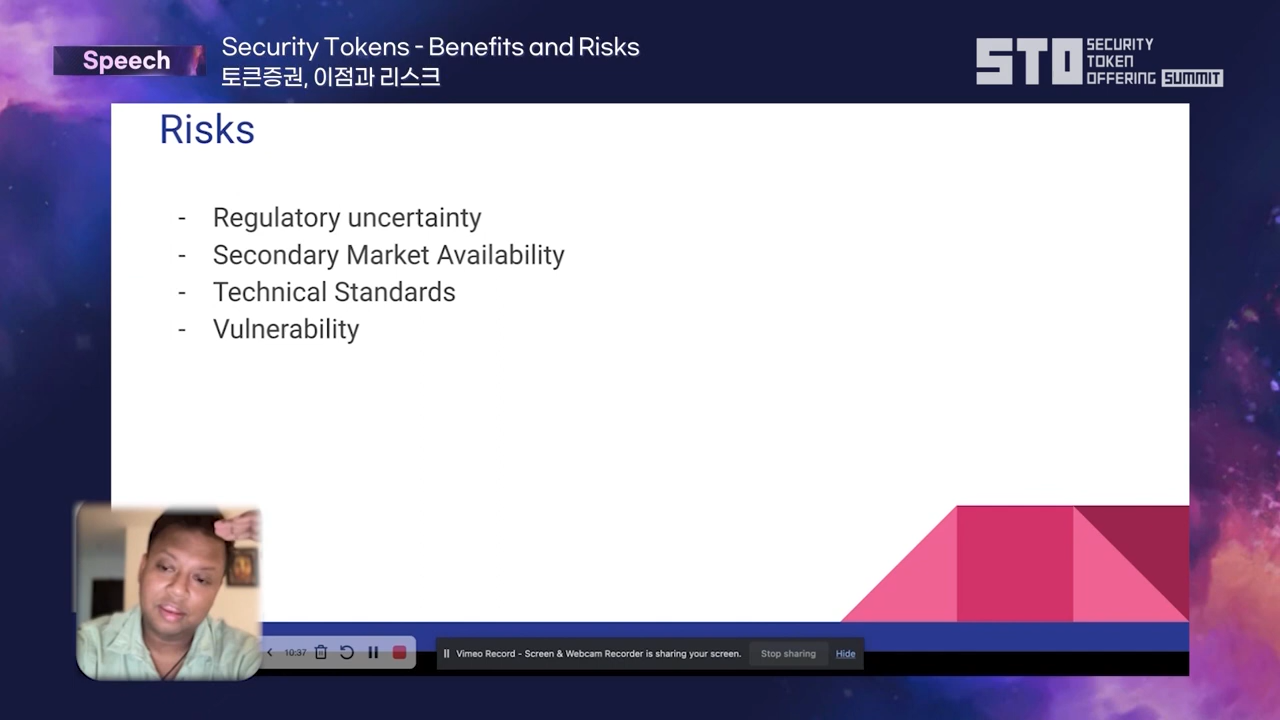 Speech
Security Tokens - Benefits and Risks
토큰증권, 이점과 리스크
STO
SECURITY
TOKEN
OFFERING SUMMIT
Risks
- Regulatory uncertainty
- Secondary Market Availability
- Technical Standards
- Vulnerability
10:37
Vimeo Record - Screen & Webcam Recorder is sharing your screen.
Stop sharing
Hide